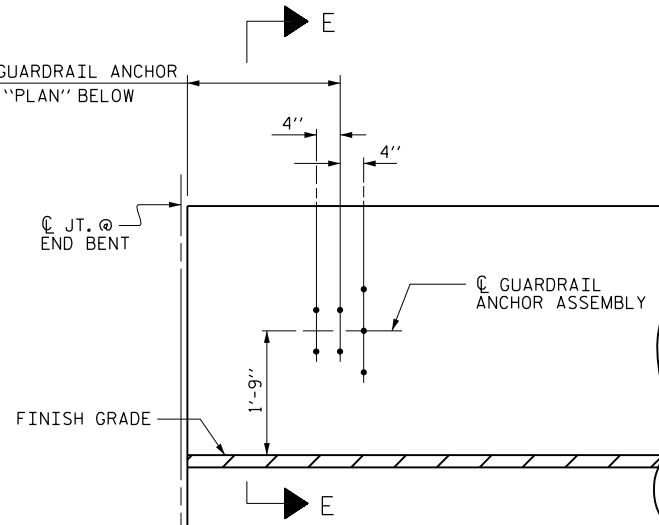 E
GUARDRAIL ANCHOR
"PLAN" BELOW
4"
4"
℄ JT. @
END BENT
℄ GUARDRAIL
ANCHOR ASSEMBLY
1'-9"
FINISH GRADE
E